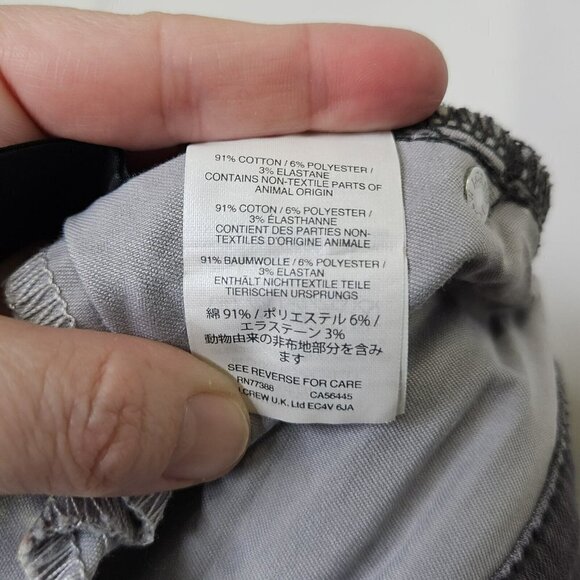 91% COTTON / 6% POLYESTER /
3% ELASTANE
CONTAINS NON-TEXTILE PARTS OF
ANIMAL ORIGIN
91% COTON / 6% POLYESTER /
3% ÉLASTHANNE
CONTIENT DES PARTIES NON-
TEXTILES D'ORIGINE ANIMALE
91% BAUMWOLLE / 6% POLYESTER /
3% ELASTAN
ENTHÄLT NICHTTEXTILE TEILE
TIERISCHEN URSPRUNGS
綿 91% / ポリエステル 6% /
エラステーン 3%
動物由来の非布地部分を含み
ます
SEE REVERSE FOR CARE
RN77388 CA56445
.CREW U.K. Ltd EC4V 6JA